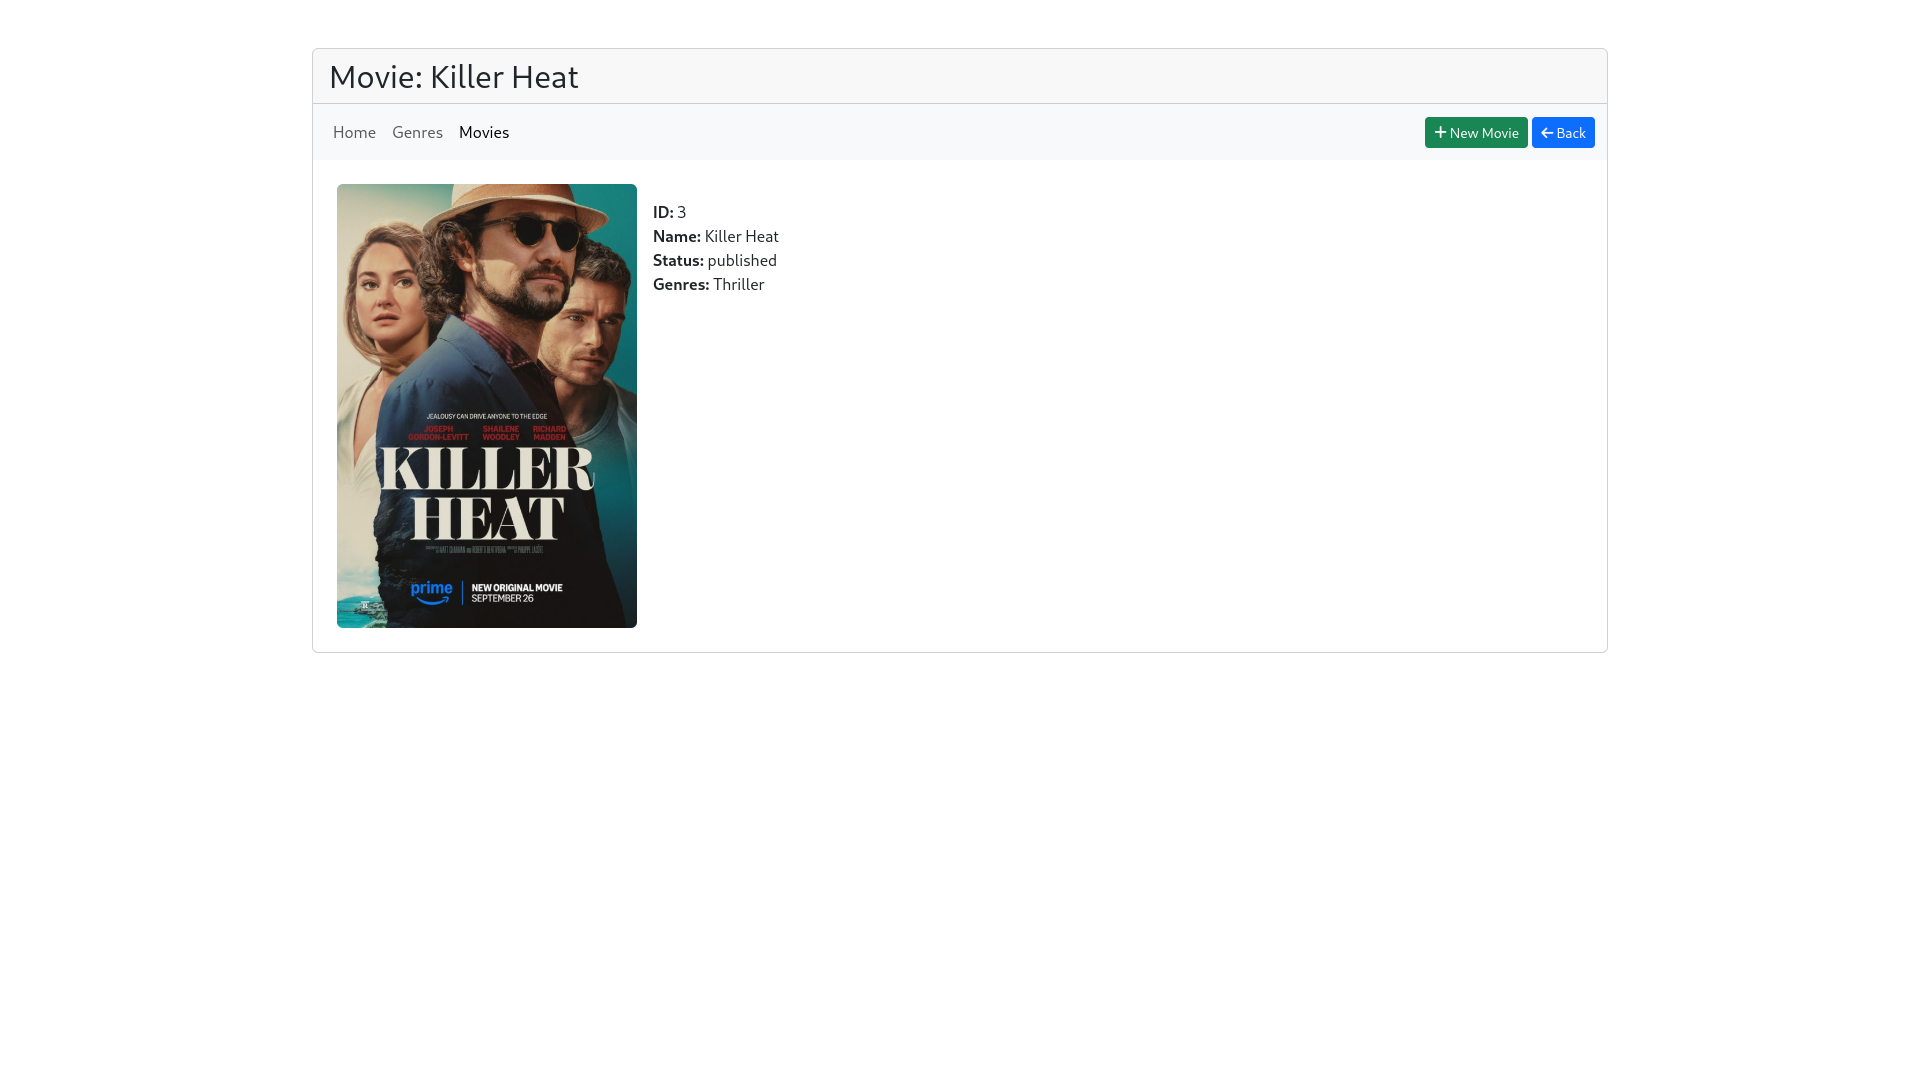 Movie: Killer Heat
Home Genres Movies
New Movie
Back
ID: 3
Name: Killer Heat
Status: published
Genres: Thriller
JEALOUSY CAN DRIVE ANYONE TO THE EDGE
JOSEPH GORDON-LEVITT
SHAILENE WOODLEY
RICHARD MADDEN
KILLER
HEAT
prime
NEW ORIGINAL MOVIE
SEPTEMBER 26